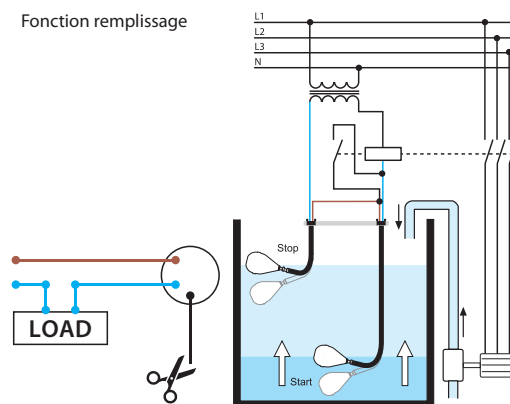 Fonction remplissage
L1
L2
L3
N
Stop
LOAD
Start